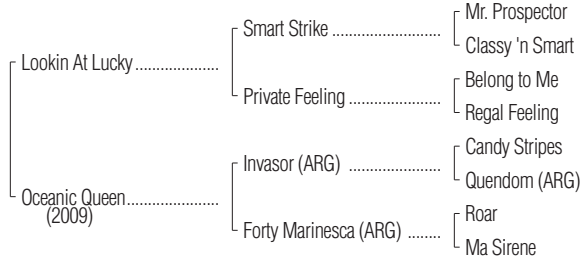 Mr. Prospector
Smart Strike ........................
Classy 'n Smart
Lookin At Lucky...................
Belong to Me
Private Feeling .....................
Regal Feeling
Candy Stripes
Invasor (ARG) .....................
Quendom (ARG)
Oceanic Queen.....................
(2009)
Roar
Forty Marinesca (ARG) ........
Ma Sirene